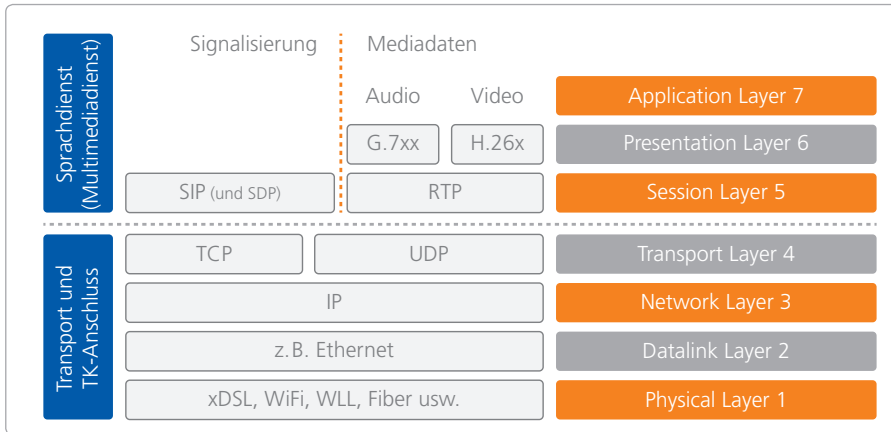 Sprachdienst
(Multimediadienst)
Signalisierung
Mediadaten
Audio
Video
Application Layer 7
G.7xx
H.26x
Presentation Layer 6
SIP (und SDP)
RTP
Session Layer 5
Transport und
TK-Anschluss
TCP
UDP
Transport Layer 4
IP
Network Layer 3
z.B. Ethernet
Datalink Layer 2
xDSL, WiFi, WLL, Fiber usw.
Physical Layer 1